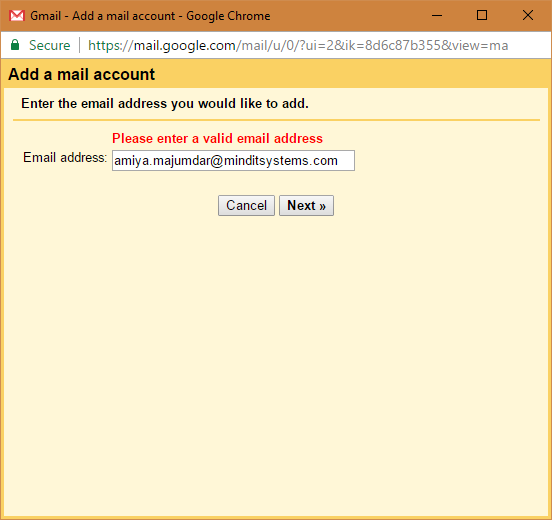 Gmail - Add a mail account - Google Chrome
Secure https://mail.google.com/mail/u/0/?ui=2&ik=8d6c87b355&view=ma
Add a mail account
Enter the email address you would like to add.
Please enter a valid email address
Email address: amiya.majumdar@minditsystems.com
Cancel Next »